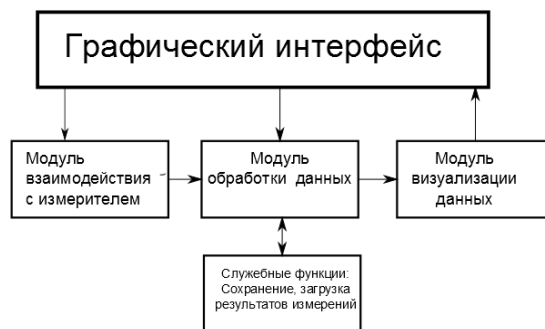 Графический интерфейс
Модуль
взаимодействия
с измерителем
Модуль
обработки данных
Модуль
визуализации
данных
Служебные функции:
Сохранение, загрузка
результатов измерений